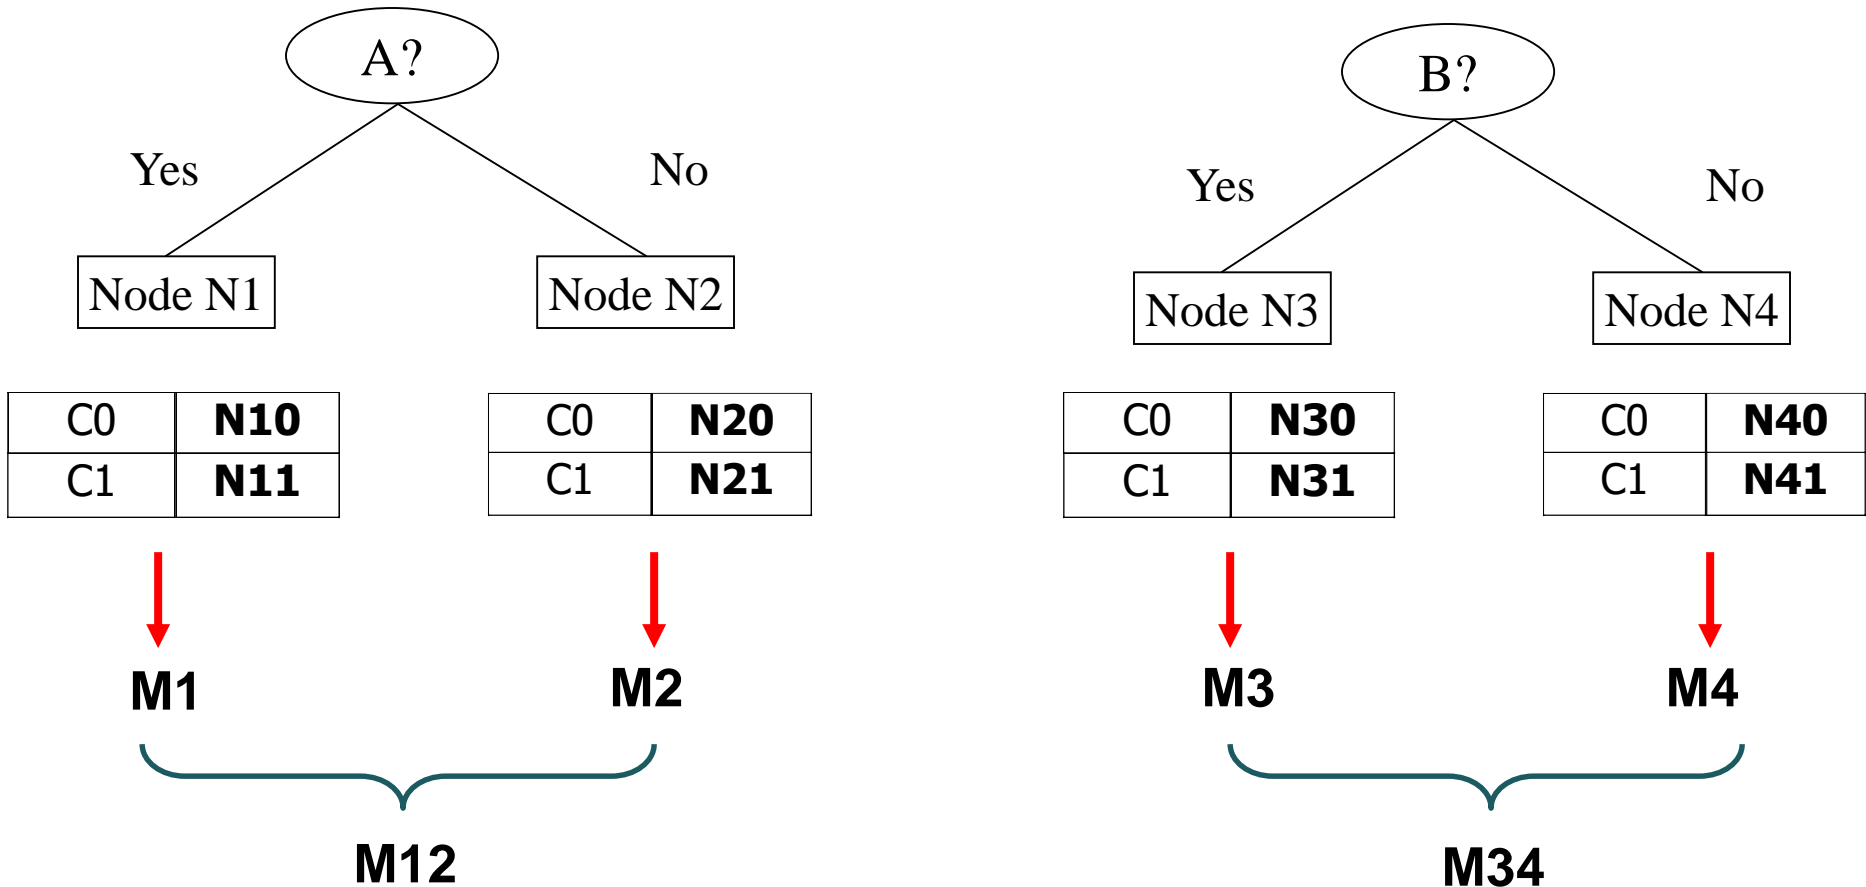 A?
Yes
No
Node N1
Node N2
C0 N10
C1 N11
C0 N20
C1 N21
M1
M2
M12
B?
Yes
No
Node N3
Node N4
C0 N30
C1 N31
C0 N40
C1 N41
M3
M4
M34